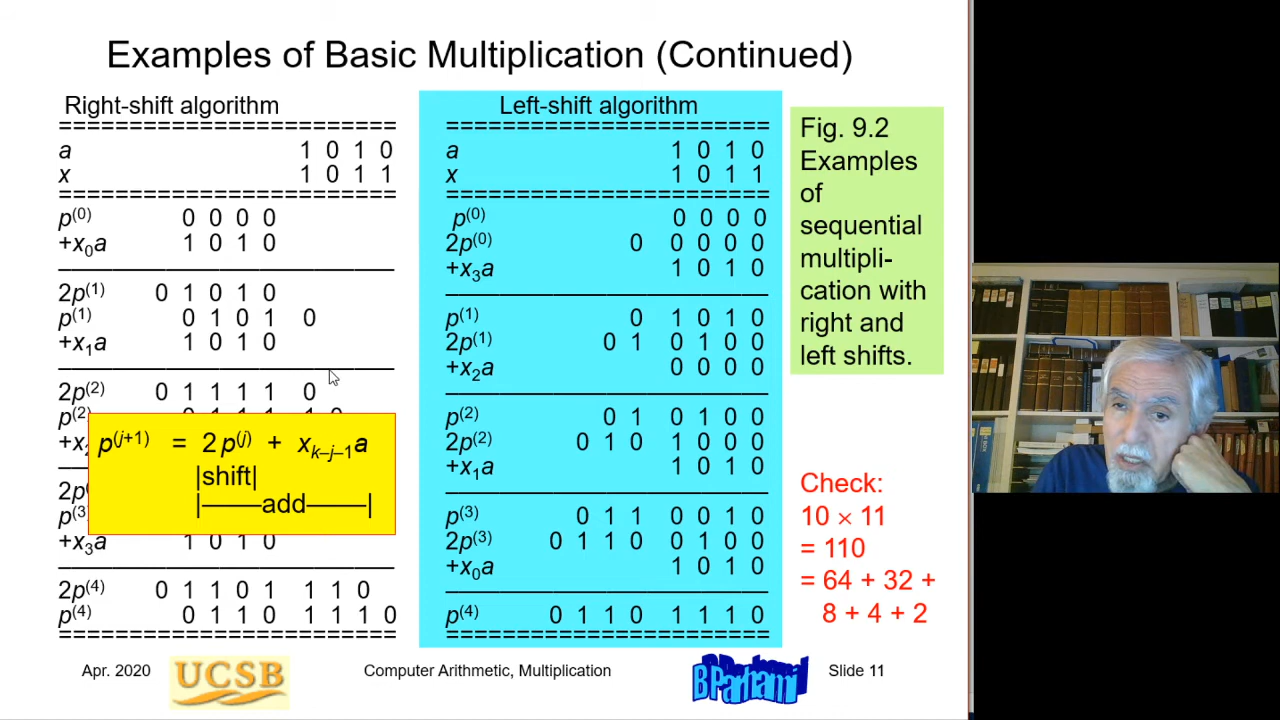 Examples of Basic Multiplication (Continued)
Right-shift algorithm
========================
a 1 0 1 0
x 1 0 1 1
========================
p(0) 0 0 0 0
+x0a 1 0 1 0
2p(1) 0 1 0 1 0
p(1) 0 1 0 1 0
+x1a 1 0 1 0
2p(2) 0 1 1 1 1 0
p(j+1) = 2p(j) + xk–j–1a
|shift|
|——add——|
+x3a 1 0 1 0
2p(4) 0 1 1 0 1 1 1 0
p(4) 0 1 1 0 1 1 1 0
========================
Left-shift algorithm
=======================
a 1 0 1 0
x 1 0 1 1
=======================
p(0) 0 0 0 0
2p(0) 0 0 0 0 0
+x3a 1 0 1 0
p(1) 0 1 0 1 0
2p(1) 0 1 0 1 0 0
+x2a 0 0 0 0
p(2) 0 1 0 1 0 0
2p(2) 0 1 0 1 0 0 0
+x1a 1 0 1 0
p(3) 0 1 1 0 0 1 0
2p(3) 0 1 1 0 0 1 0 0
+x0a 1 0 1 0
p(4) 0 1 1 0 1 1 1 0
=======================
Fig. 9.2
Examples
of
sequential
multipli-
cation with
right and
left shifts.
Check:
10 × 11
= 110
= 64 + 32 +
8 + 4 + 2
Apr. 2020
UCSB
Computer Arithmetic, Multiplication
B Parhami
Slide 11